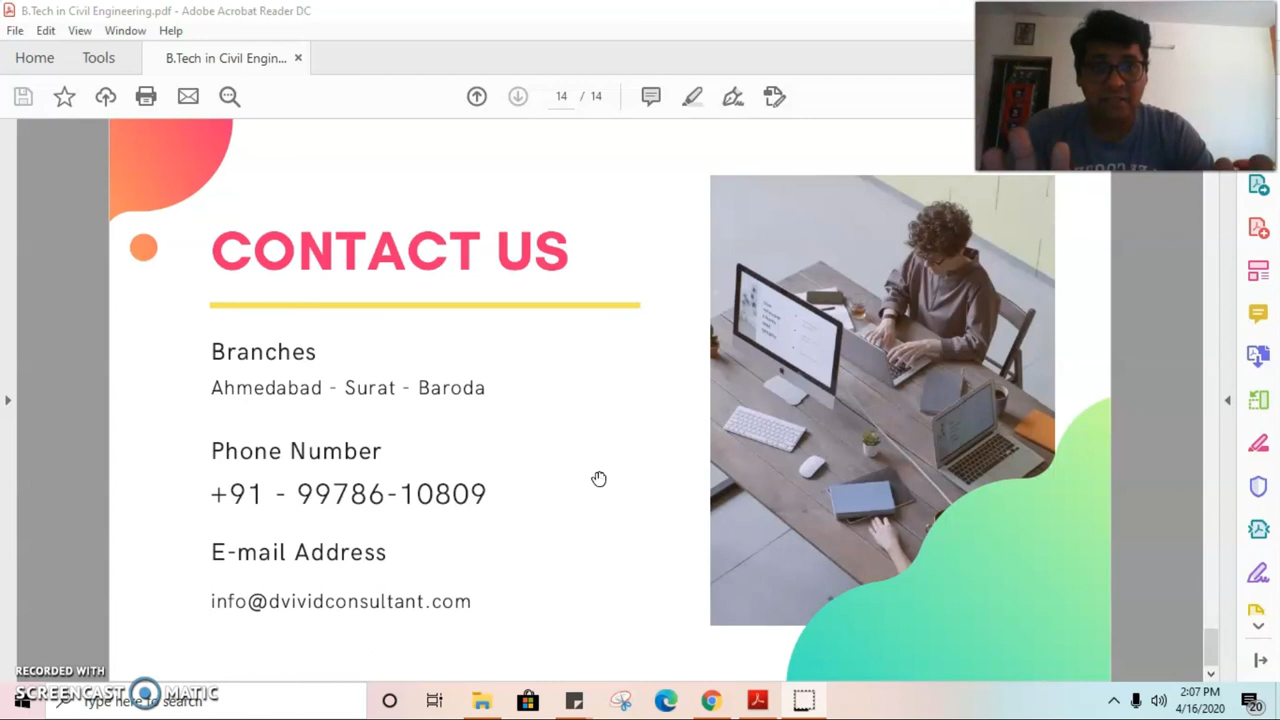 B.Tech in Civil Engineering.pdf - Adobe Acrobat Reader DC
File Edit View Window Help
Home Tools B.Tech in Civil Engin... ×
14 / 14
CONTACT US
Branches
Ahmedabad - Surat - Baroda
Phone Number
+91 - 99786-10809
E-mail Address
info@dvividconsultant.com
RECORDED WITH
SCREENCAST MATIC
Type here to search
2:07 PM
4/16/2020
20